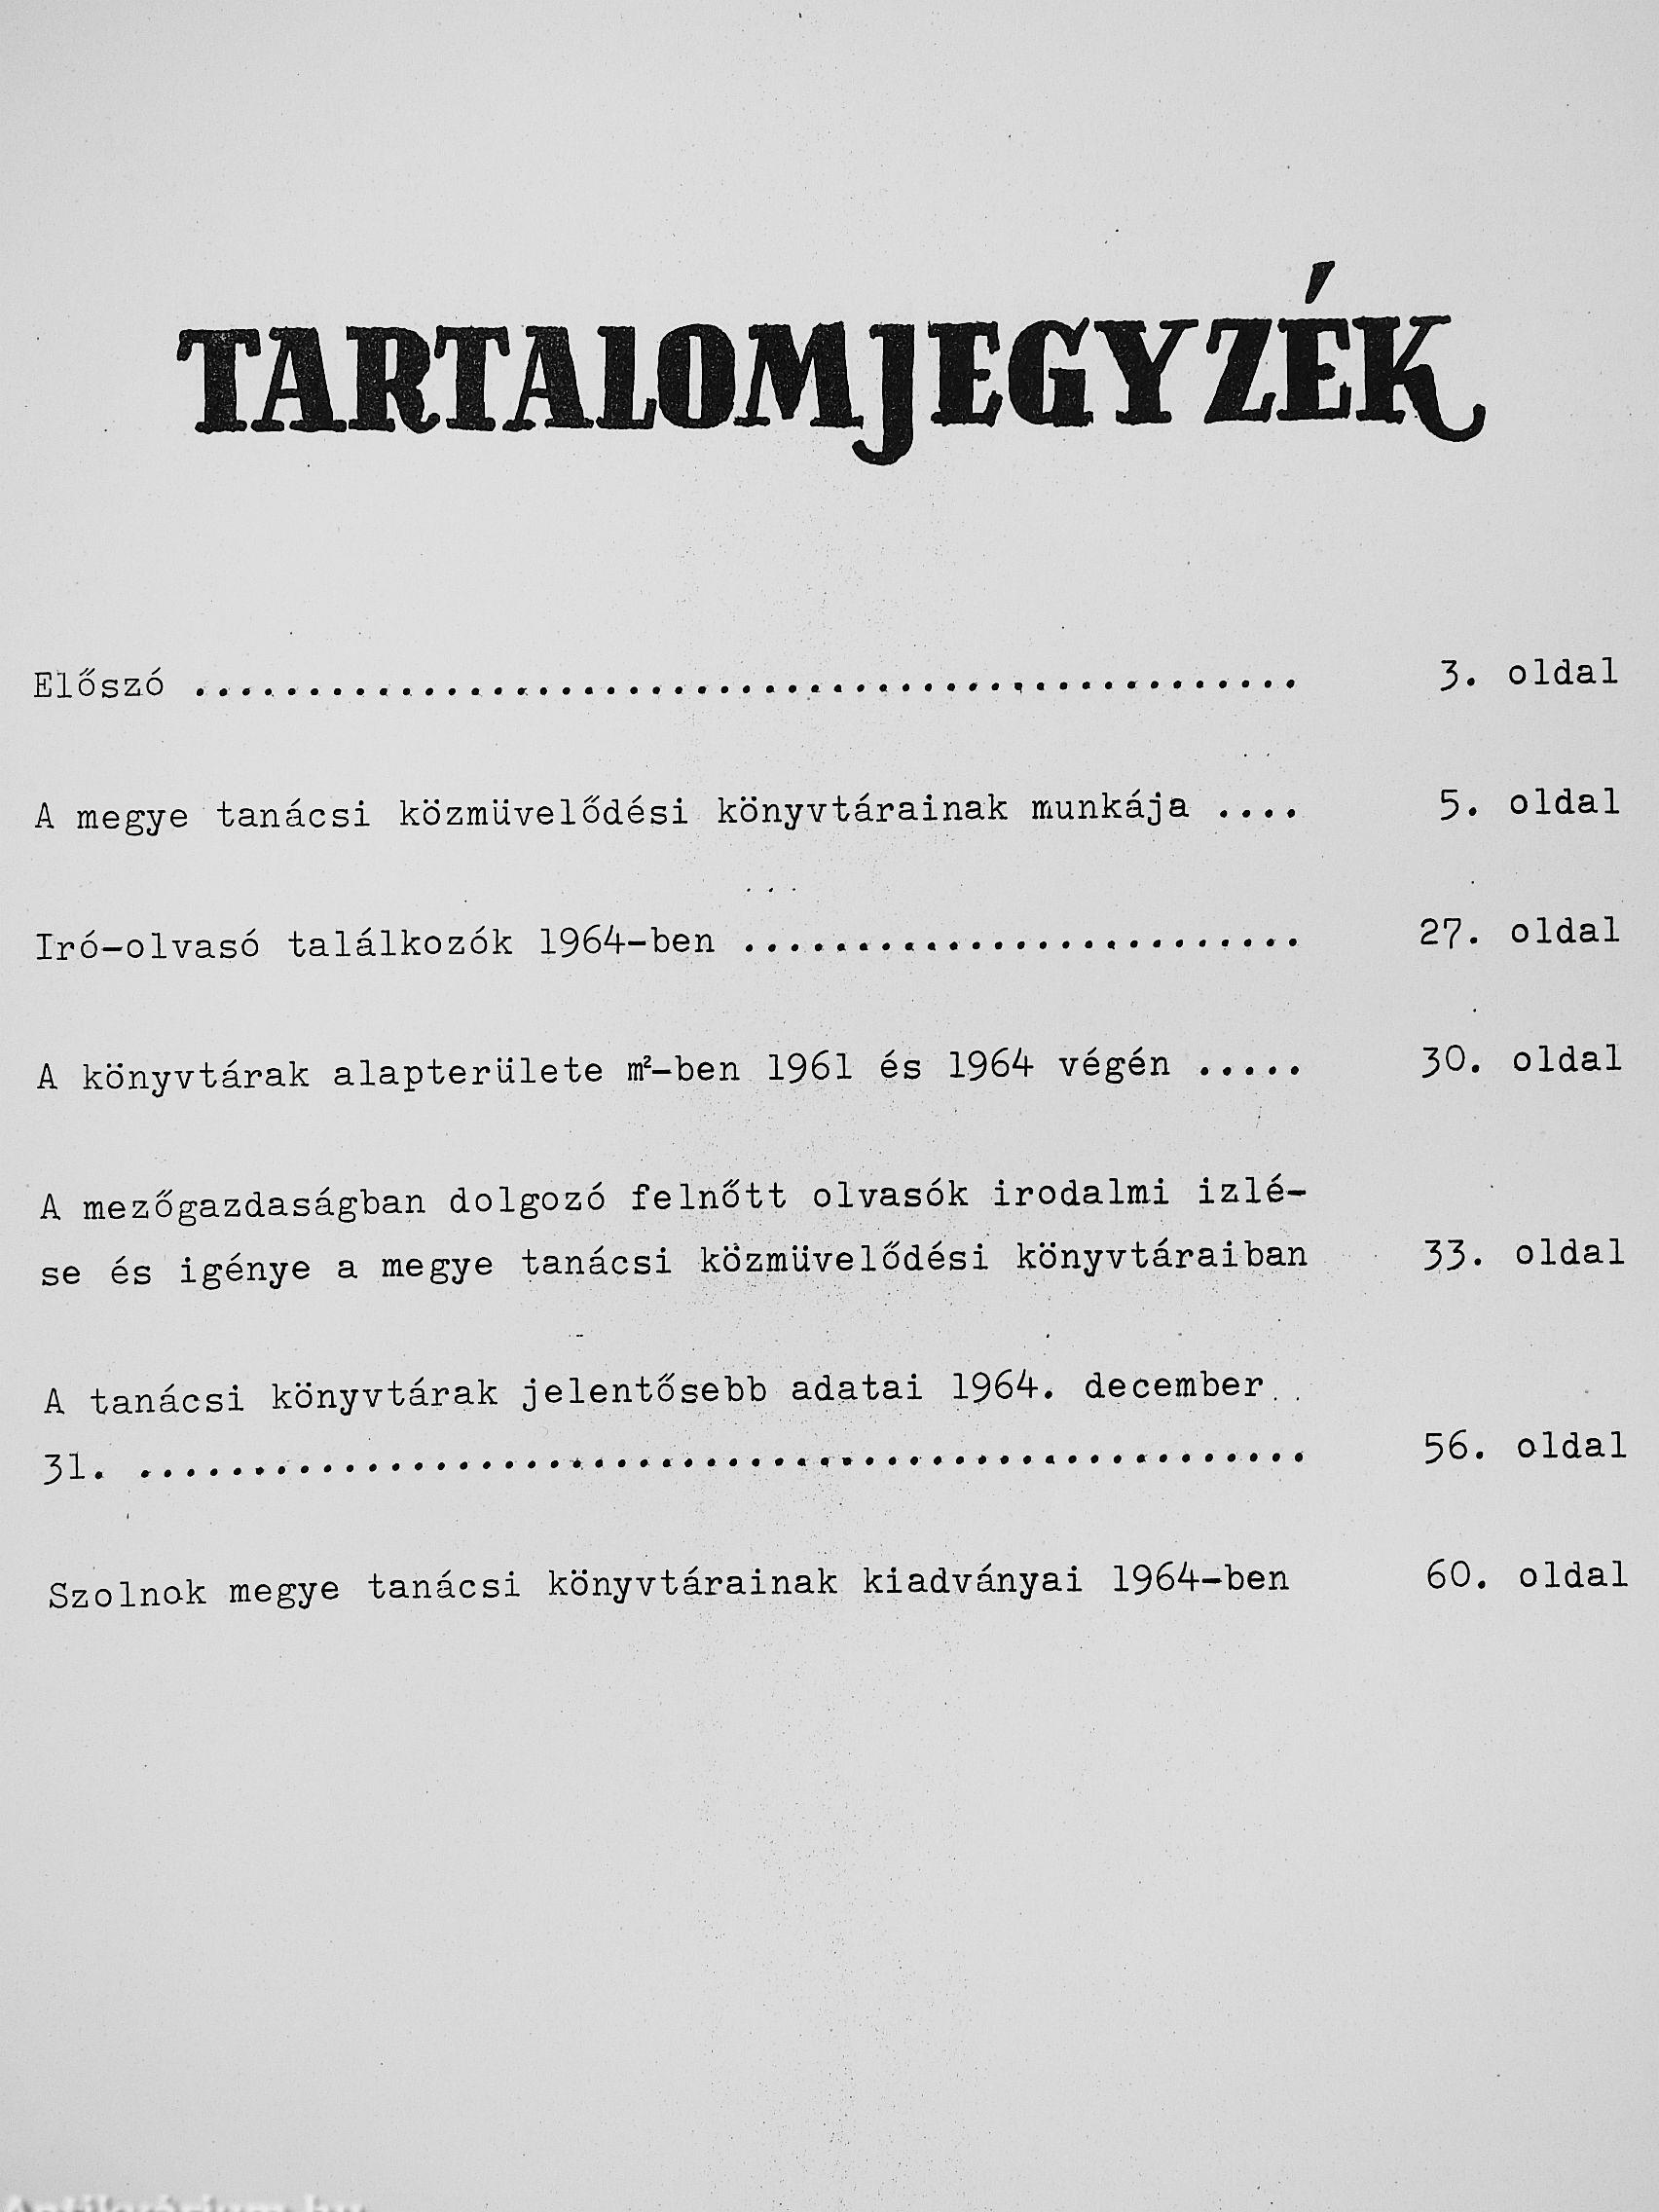 TARTALOMJEGYZÉK
Előszó ................................................. 3. oldal
A megye tanácsi közmüvelődési könyvtárainak munkája .... 5. oldal
Iró-olvasó találkozók 1964-ben ......................... 27. oldal
A könyvtárak alapterülete m²-ben 1961 és 1964 végén ..... 30. oldal
A mezőgazdaságban dolgozó felnőtt olvasók irodalmi izlé-
se és igénye a megye tanácsi közmüvelődési könyvtáraiban 33. oldal
A tanácsi könyvtárak jelentősebb adatai 1964. december
31. .................................................... 56. oldal
Szolnok megye tanácsi könyvtárainak kiadványai 1964-ben 60. oldal
Antikvárium.hu